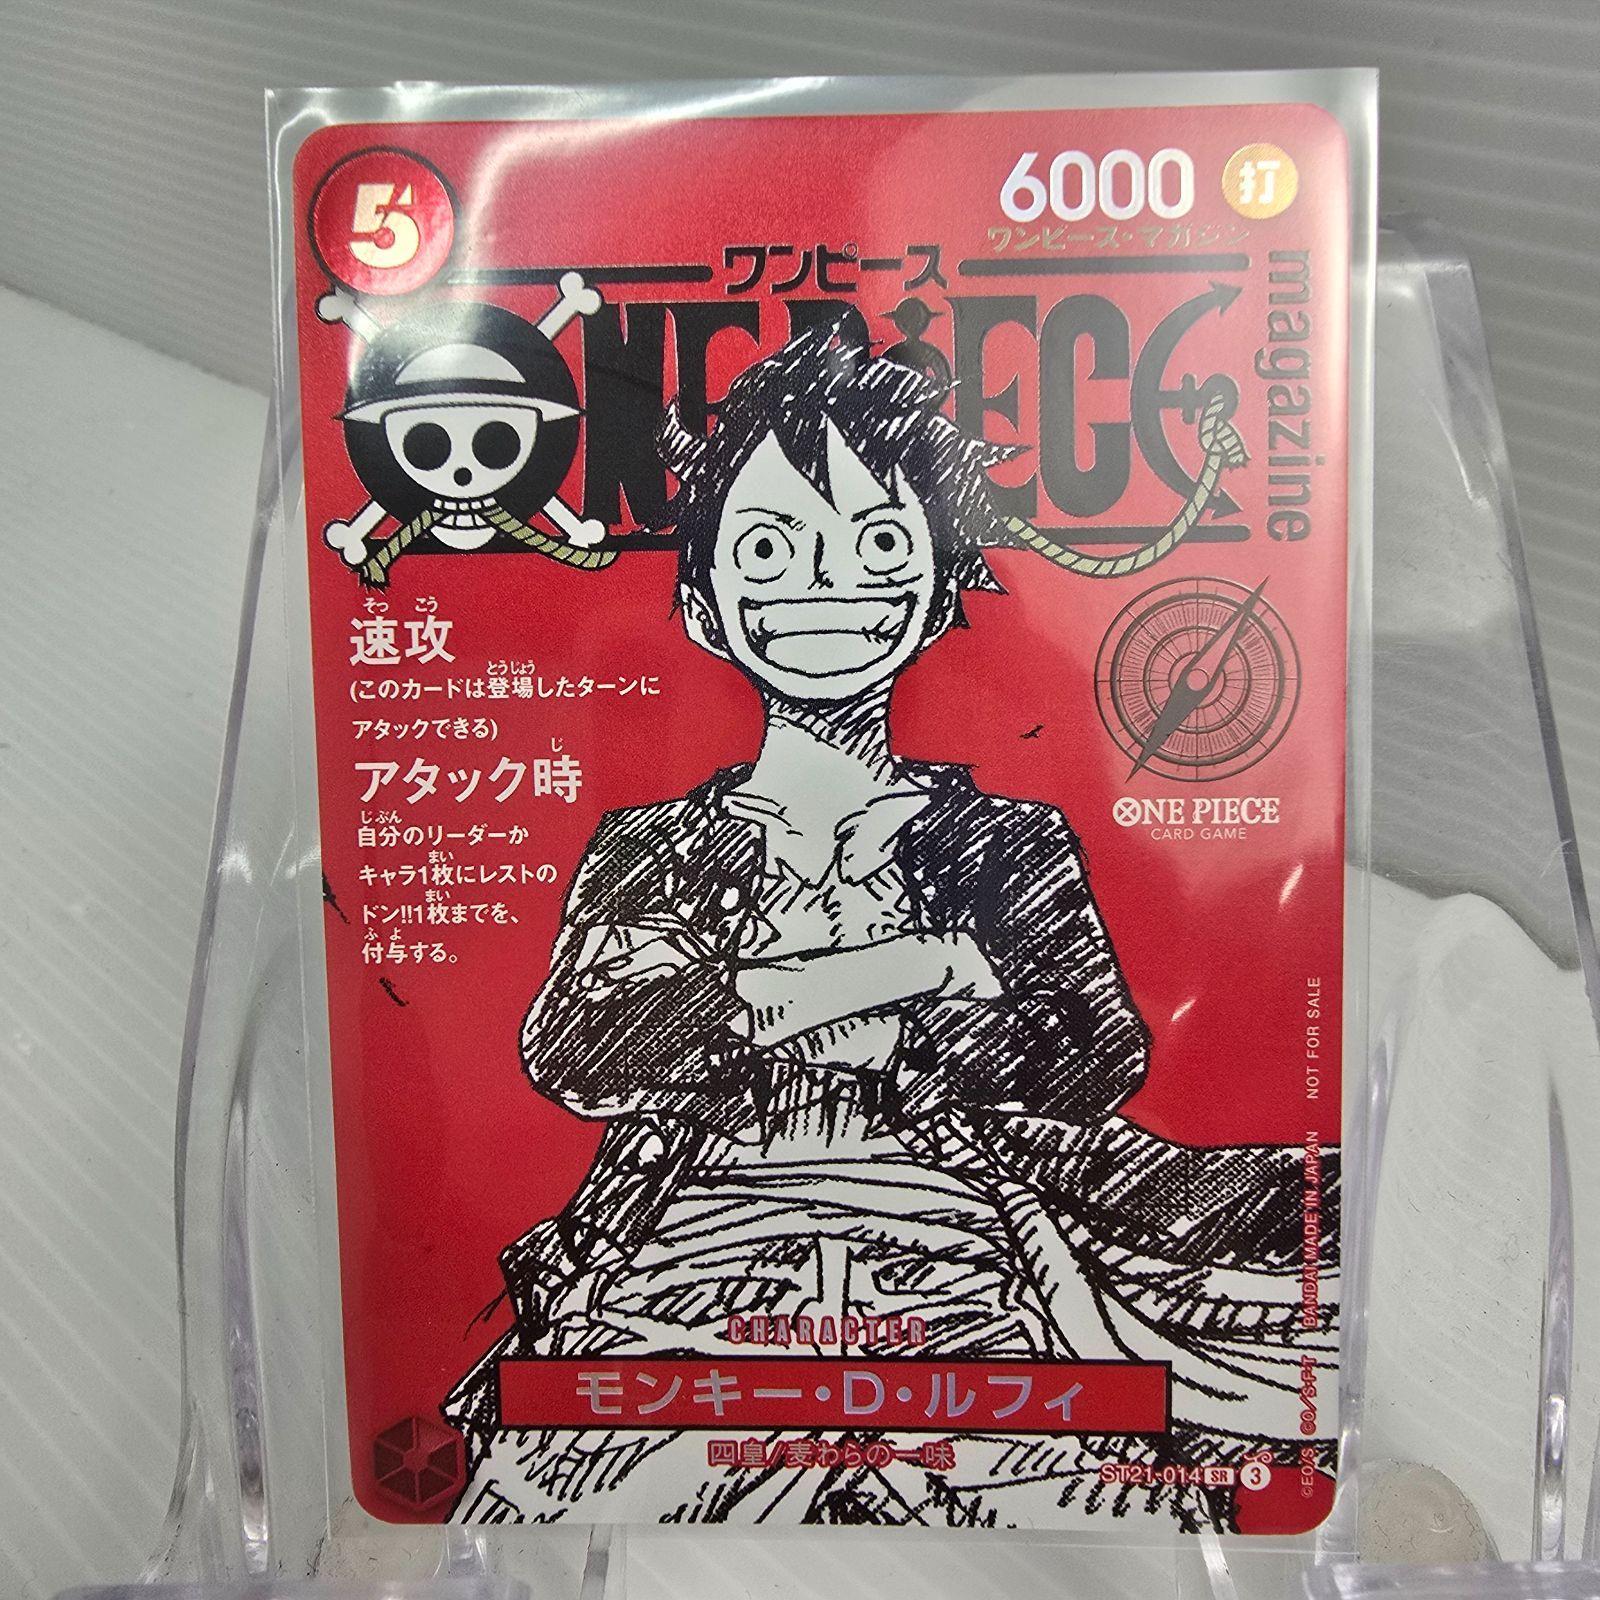 5
6000 打
ワンピース・マガジン
ワンピース
ONE PIECE
magazine
そっ こう
速攻
とうじょう
(このカードは登場したターンに
アタックできる)
じ
アタック時
じぶん
自分のリーダーか
まい
キャラ1枚にレストの
まい
ドン!!1枚までを、
ふよ
付与する。
ONE PIECE
CARD GAME
CHARACTER
モンキー・D・ルフィ
四皇/麦わらの一味
ST21-014 SR 3
©EO/S ©O/S・F・T BANDAI MADE IN JAPAN NOT FOR SALE